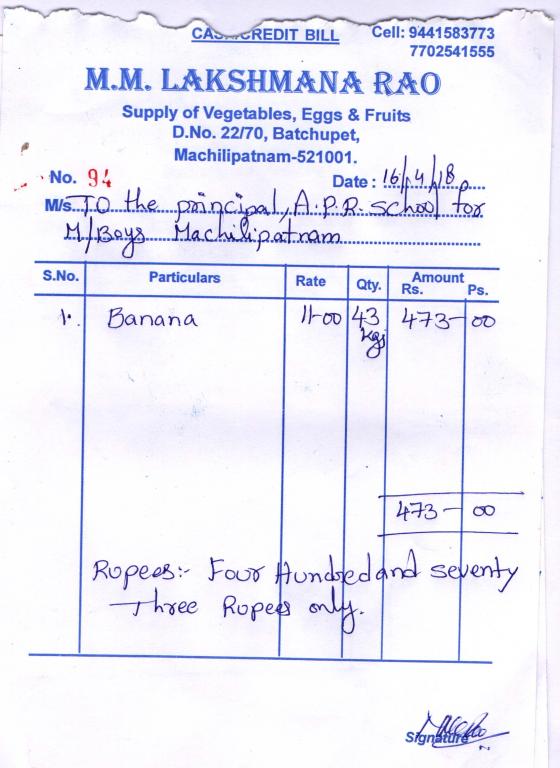 CASH/CREDIT BILL
Cell: 9441583773
7702541555
M.M. LAKSHMANA RAO
Supply of Vegetables, Eggs & Fruits
D.No. 22/70, Batchupet,
Machilipatnam-521001.
No. 94 Date : 16/4/18
M/s. TO the principal, A.P.R. School for
M/Boys Machilipatnam
S.No. Particulars Rate Qty. Amount
Rs. Ps.
1. Banana 11-00 43 473-00
kgs
473-00
Rupees:- Four Hundred and seventy
Three Rupees only.
Signature